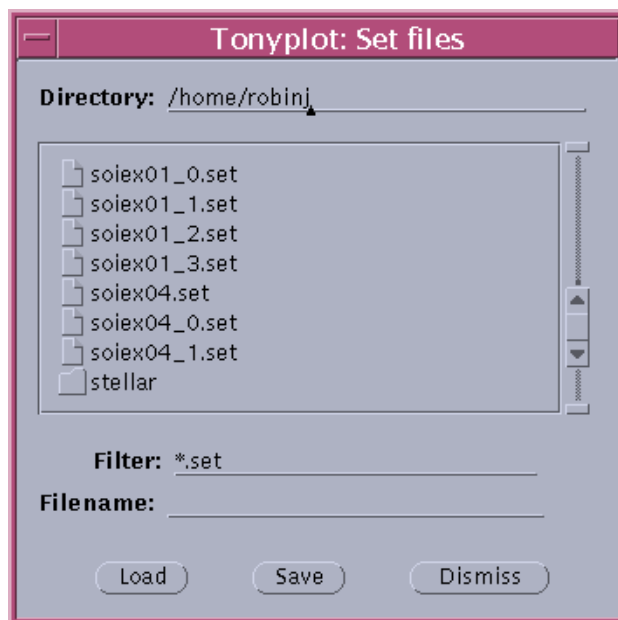 Tonyplot: Set files
Directory: /home/robinj
soiex01_0.set
soiex01_1.set
soiex01_2.set
soiex01_3.set
soiex04.set
soiex04_0.set
soiex04_1.set
stellar
Filter: *.set
Filename:
Load Save Dismiss